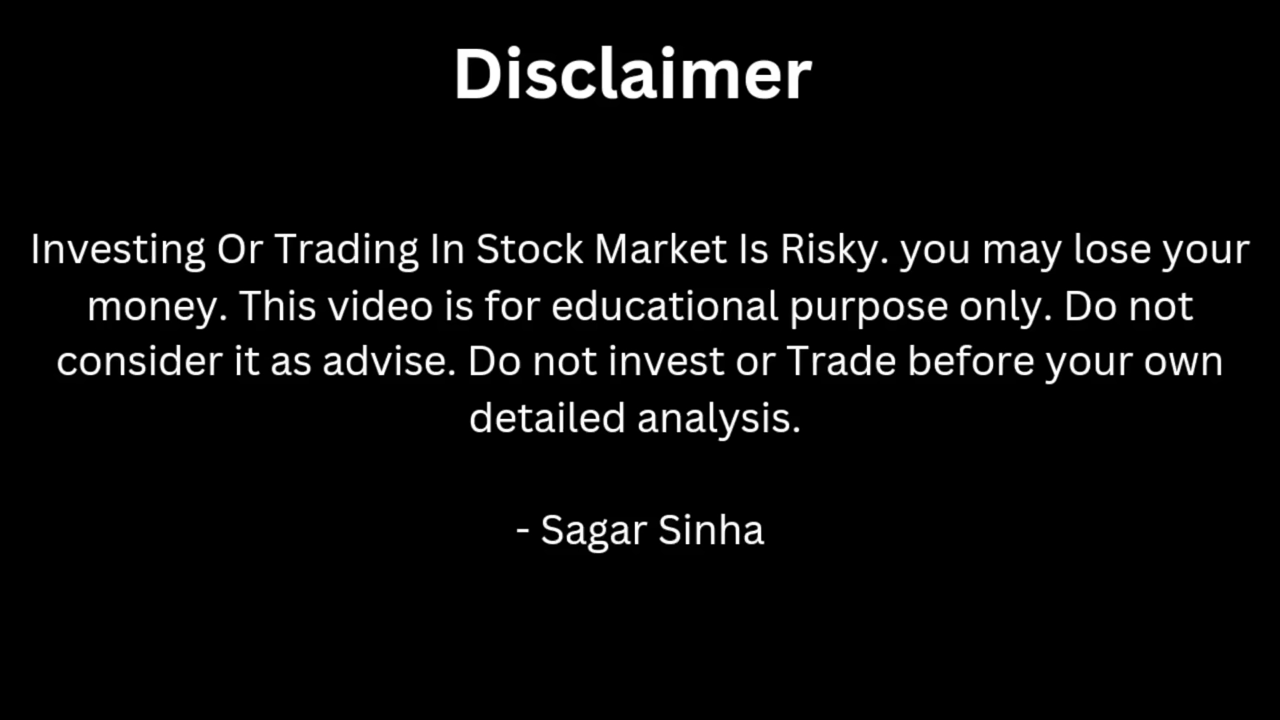 Disclaimer
Investing Or Trading In Stock Market Is Risky. you may lose your
money. This video is for educational purpose only. Do not
consider it as advise. Do not invest or Trade before your own
detailed analysis.
- Sagar Sinha